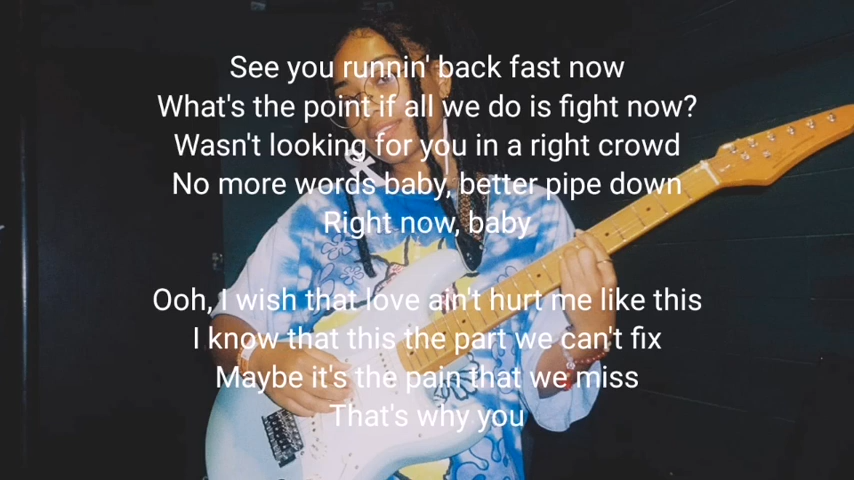 See you runnin' back fast now
What's the point if all we do is fight now?
Wasn't looking for you in a right crowd
No more words baby, better pipe down
Right now, baby
Ooh, I wish that love ain't hurt me like this
I know that this the part we can't fix
Maybe it's the pain that we miss
That's why you